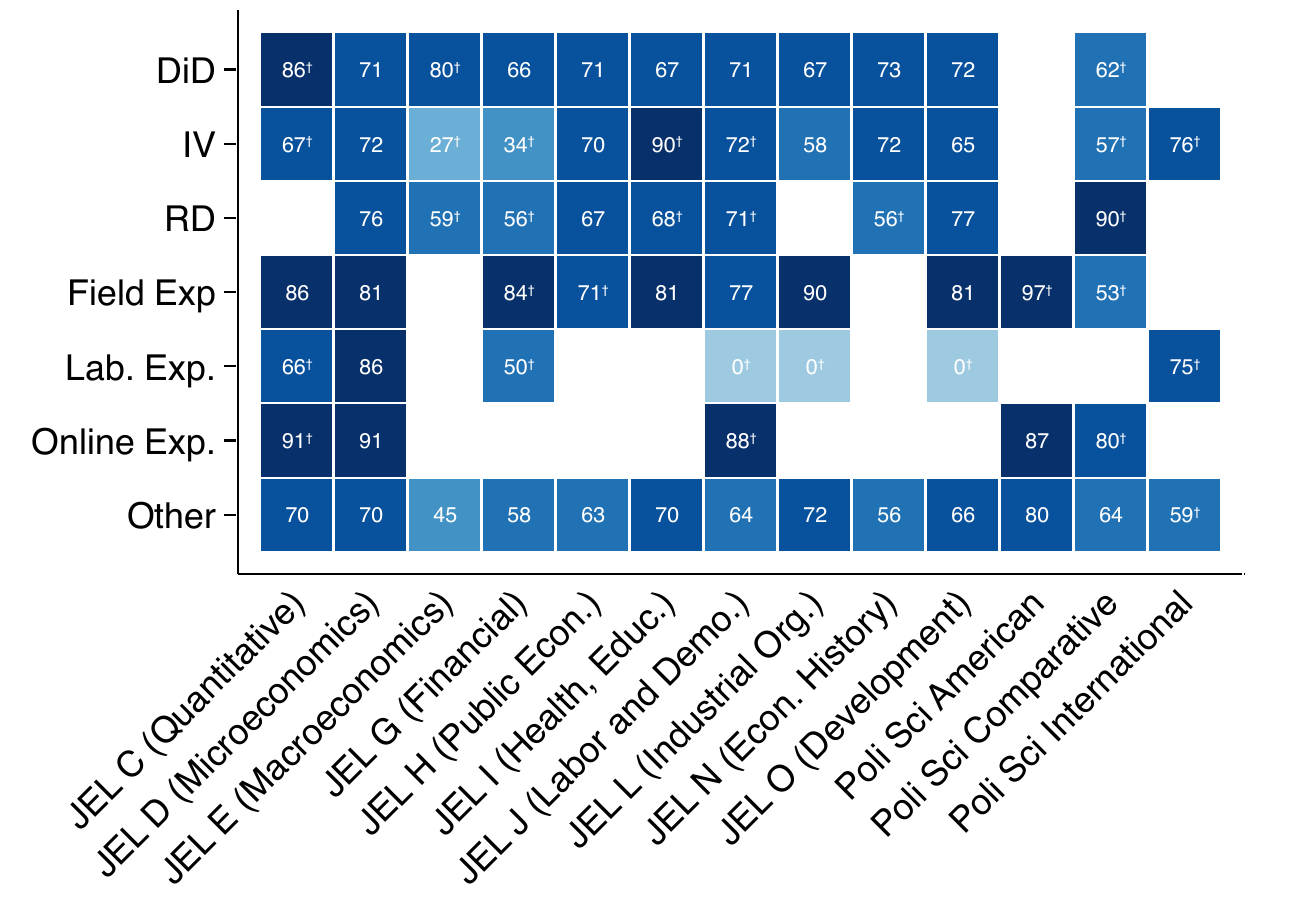 DiD 86† 71 80† 66 71 67 71 67 73 72 62†
IV 67† 72 27† 34† 70 90† 72† 58 72 65 57† 76†
RD 76 59† 56† 67 68† 71† 56† 77 90†
Field Exp 86 81 84† 71† 81 77 90 81 97† 53†
Lab. Exp. 66† 86 50† 0† 0† 0† 75†
Online Exp. 91† 91 88† 87 80†
Other 70 70 45 58 63 70 64 72 56 66 80 64 59†
JEL C (Quantitative)
JEL D (Microeconomics)
JEL E (Macroeconomics)
JEL G (Financial)
JEL H (Public Econ.)
JEL I (Health, Educ.)
JEL J (Labor and Demo.)
JEL L (Industrial Org.)
JEL N (Econ. History)
JEL O (Development)
Poli Sci American
Poli Sci Comparative
Poli Sci International